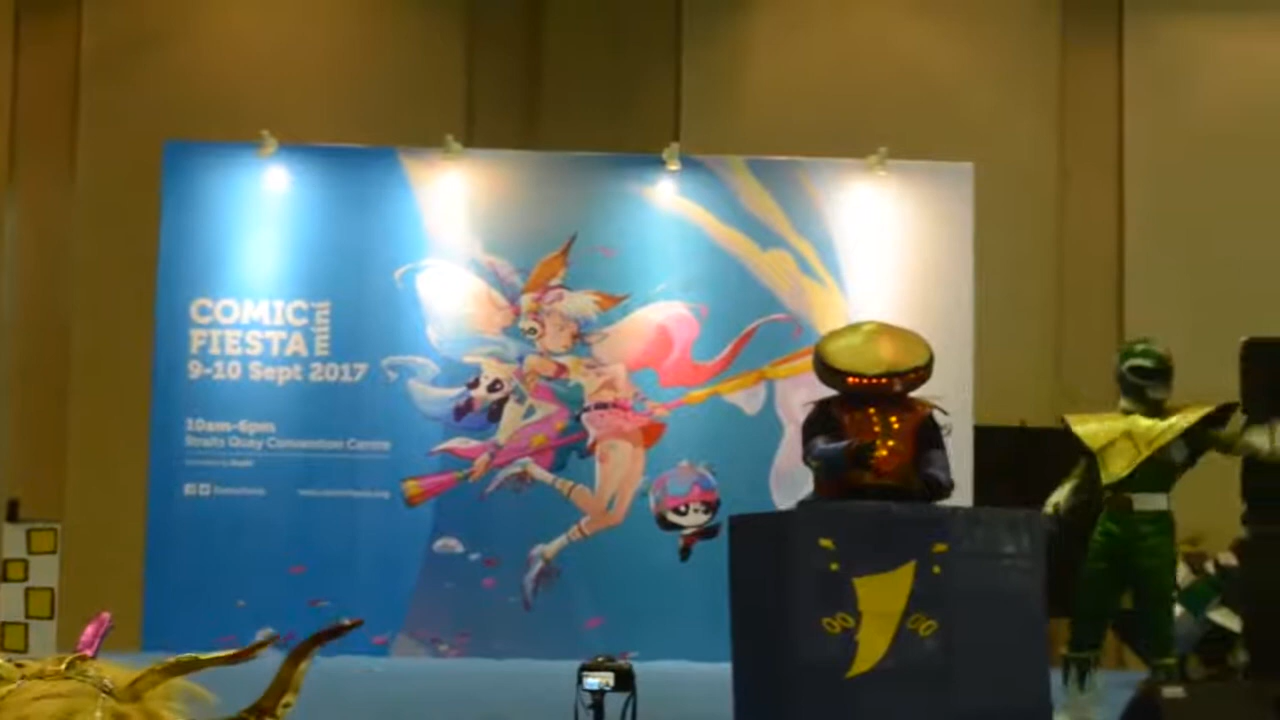 COMIC
FIESTA mini
9-10 Sept 2017
10am-6pm
Straits Quay Convention Centre